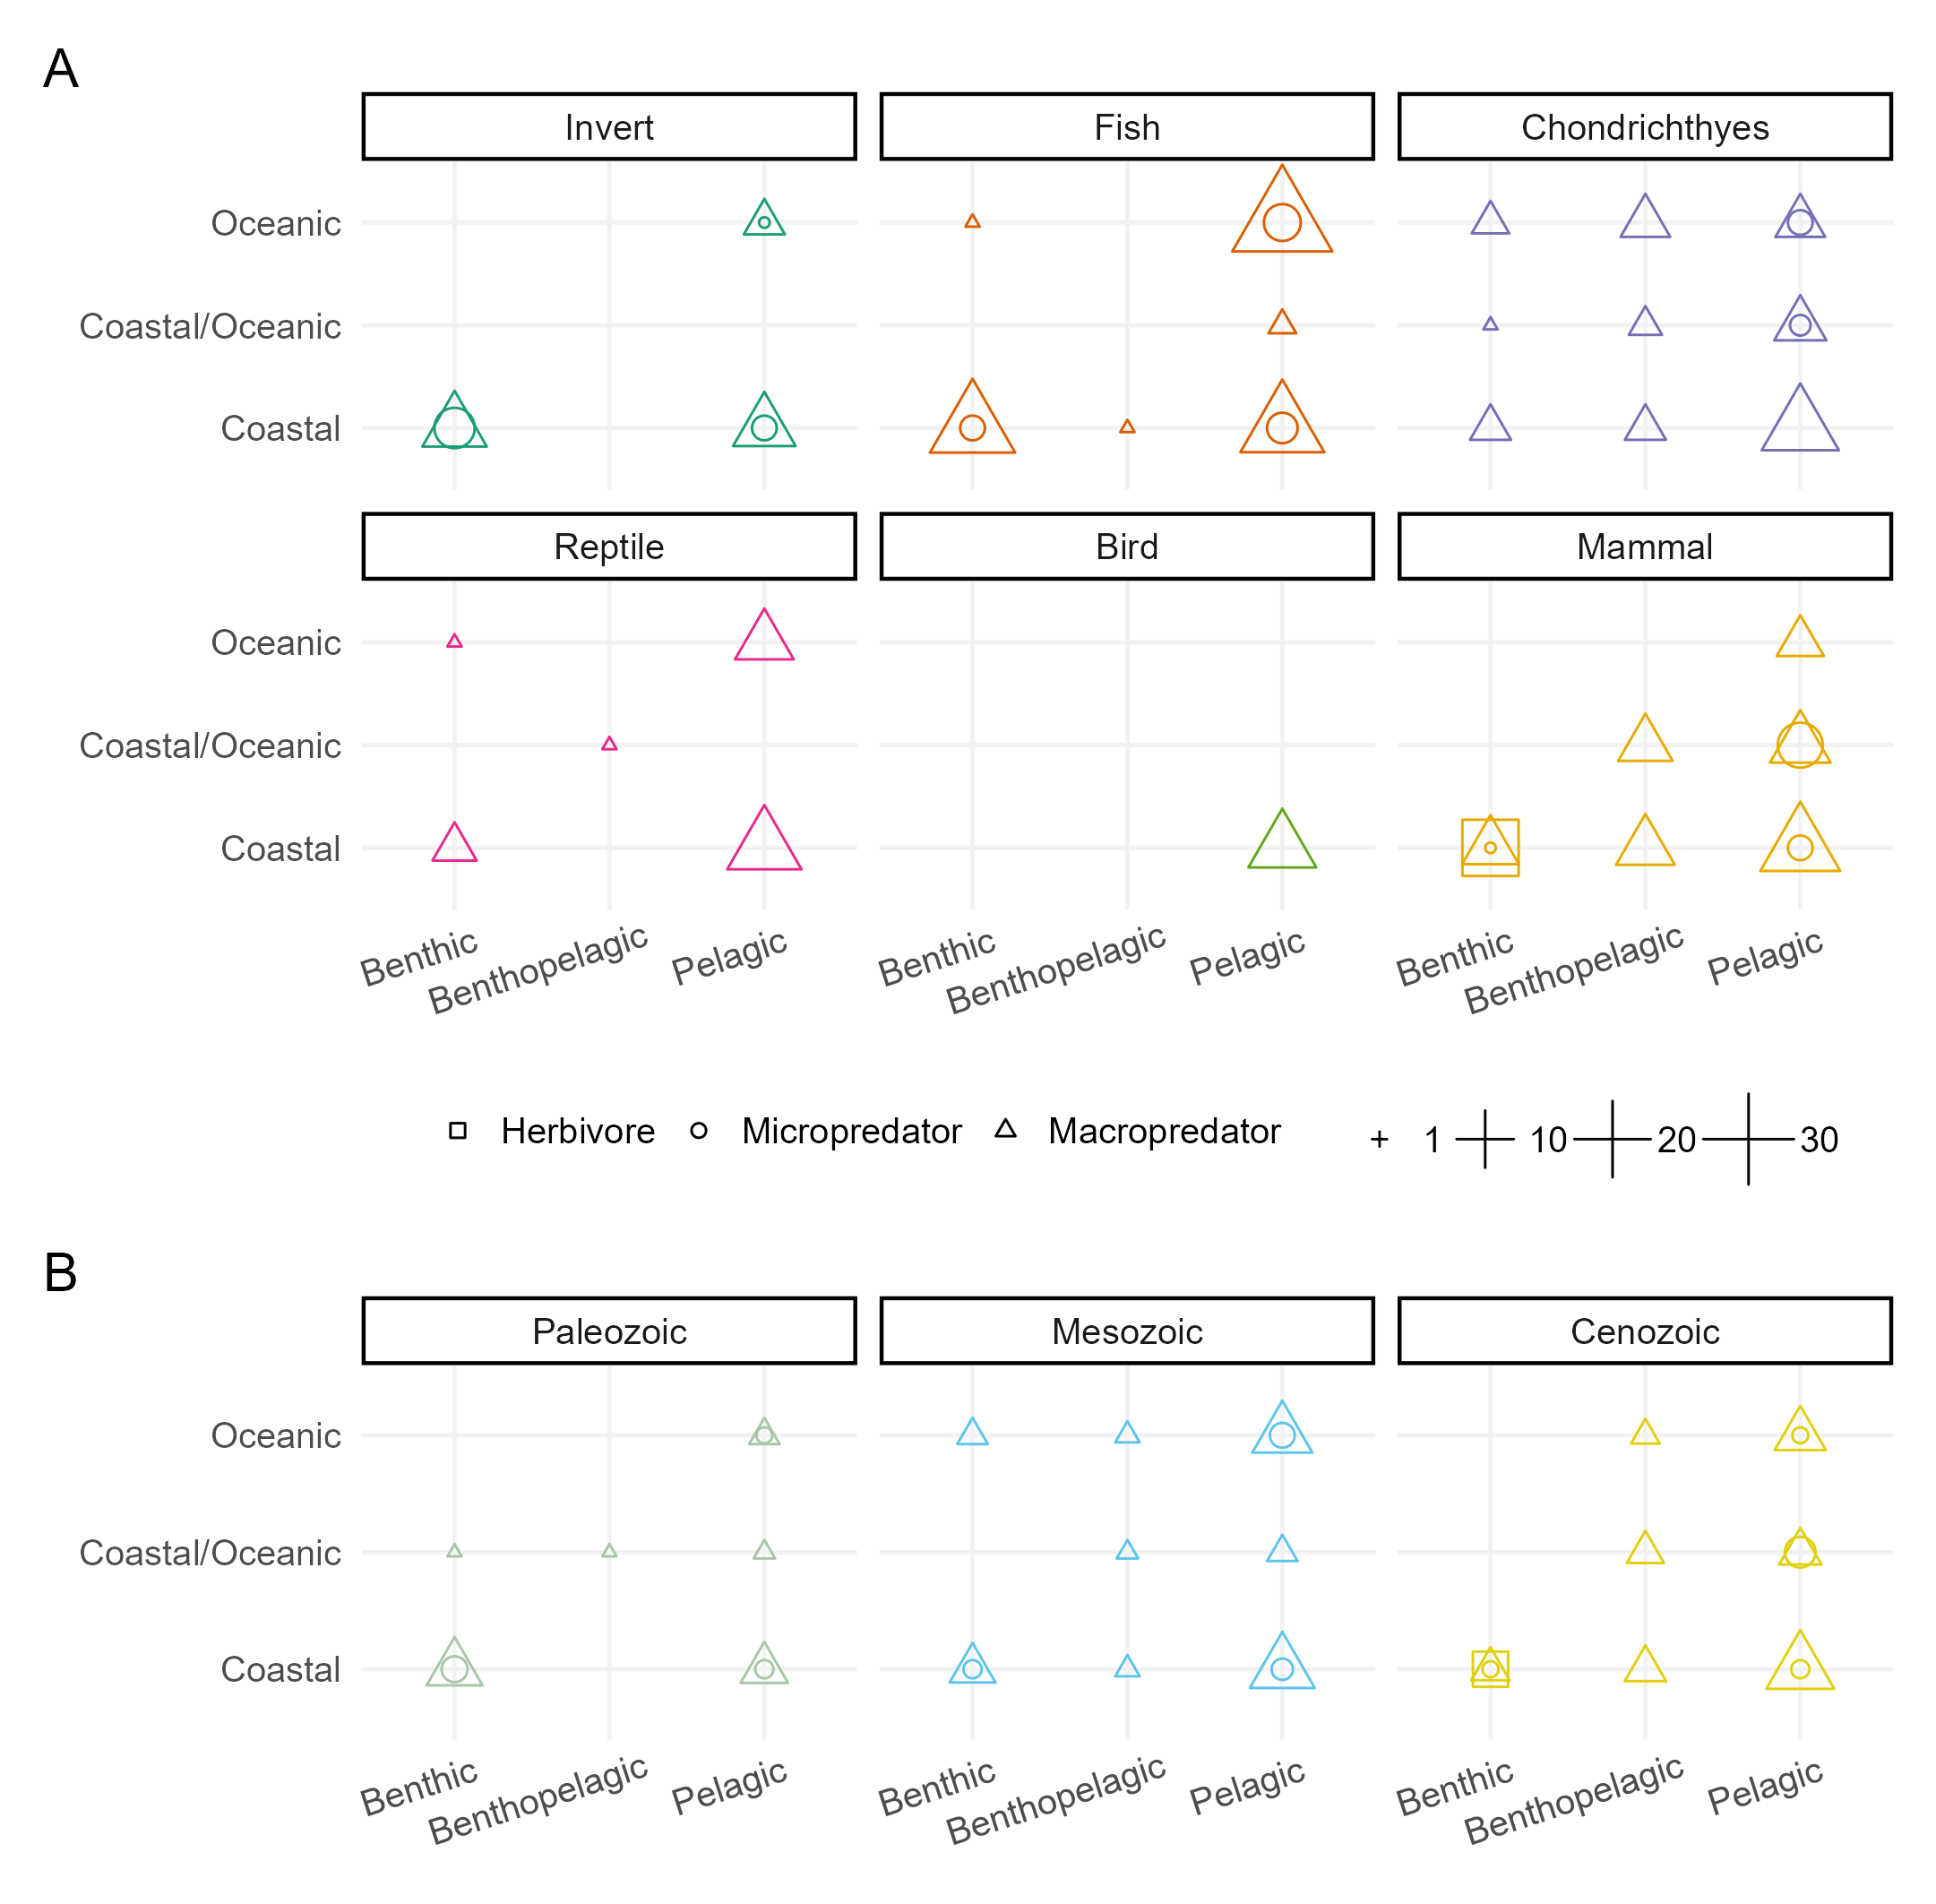 A
Invert Fish Chondrichthyes
Oceanic
Coastal/Oceanic
Coastal
Reptile Bird Mammal
Oceanic
Coastal/Oceanic
Coastal
Benthic Benthopelagic Pelagic Benthic Benthopelagic Pelagic Benthic Benthopelagic Pelagic
Herbivore Micropredator Macropredator 1 10 20 30
B
Paleozoic Mesozoic Cenozoic
Oceanic
Coastal/Oceanic
Coastal
Benthic Benthopelagic Pelagic Benthic Benthopelagic Pelagic Benthic Benthopelagic Pelagic